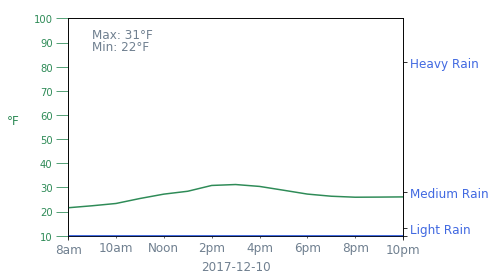 Max: 31°F
Min: 22°F
°F
100
90
80
70
60
50
40
30
20
10
Heavy Rain
Medium Rain
Light Rain
8am 10am Noon 2pm 4pm 6pm 8pm 10pm
2017-12-10